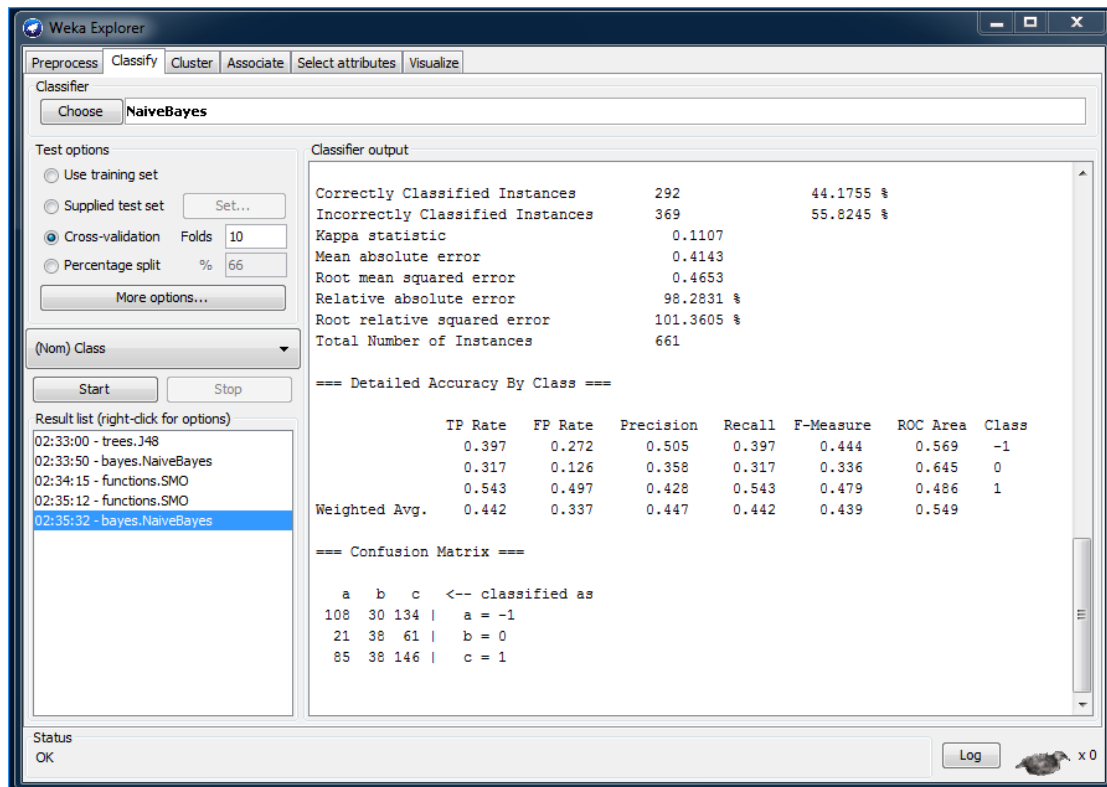 Weka Explorer
Preprocess Classify Cluster Associate Select attributes Visualize
Classifier
Choose NaiveBayes
Test options
Use training set
Supplied test set Set...
Cross-validation Folds 10
Percentage split % 66
More options...
(Nom) Class
Start Stop
Result list (right-click for options)
02:33:00 - trees.J48
02:33:50 - bayes.NaiveBayes
02:34:15 - functions.SMO
02:35:12 - functions.SMO
02:35:32 - bayes.NaiveBayes
Classifier output
Correctly Classified Instances 292 44.1755 %
Incorrectly Classified Instances 369 55.8245 %
Kappa statistic 0.1107
Mean absolute error 0.4143
Root mean squared error 0.4653
Relative absolute error 98.2831 %
Root relative squared error 101.3605 %
Total Number of Instances 661
=== Detailed Accuracy By Class ===
TP Rate FP Rate Precision Recall F-Measure ROC Area Class
0.397 0.272 0.505 0.397 0.444 0.569 -1
0.317 0.126 0.358 0.317 0.336 0.645 0
0.543 0.497 0.428 0.543 0.479 0.486 1
Weighted Avg. 0.442 0.337 0.447 0.442 0.439 0.549
=== Confusion Matrix ===
a b c <-- classified as
108 30 134 | a = -1
21 38 61 | b = 0
85 38 146 | c = 1
Status
OK
Log x 0